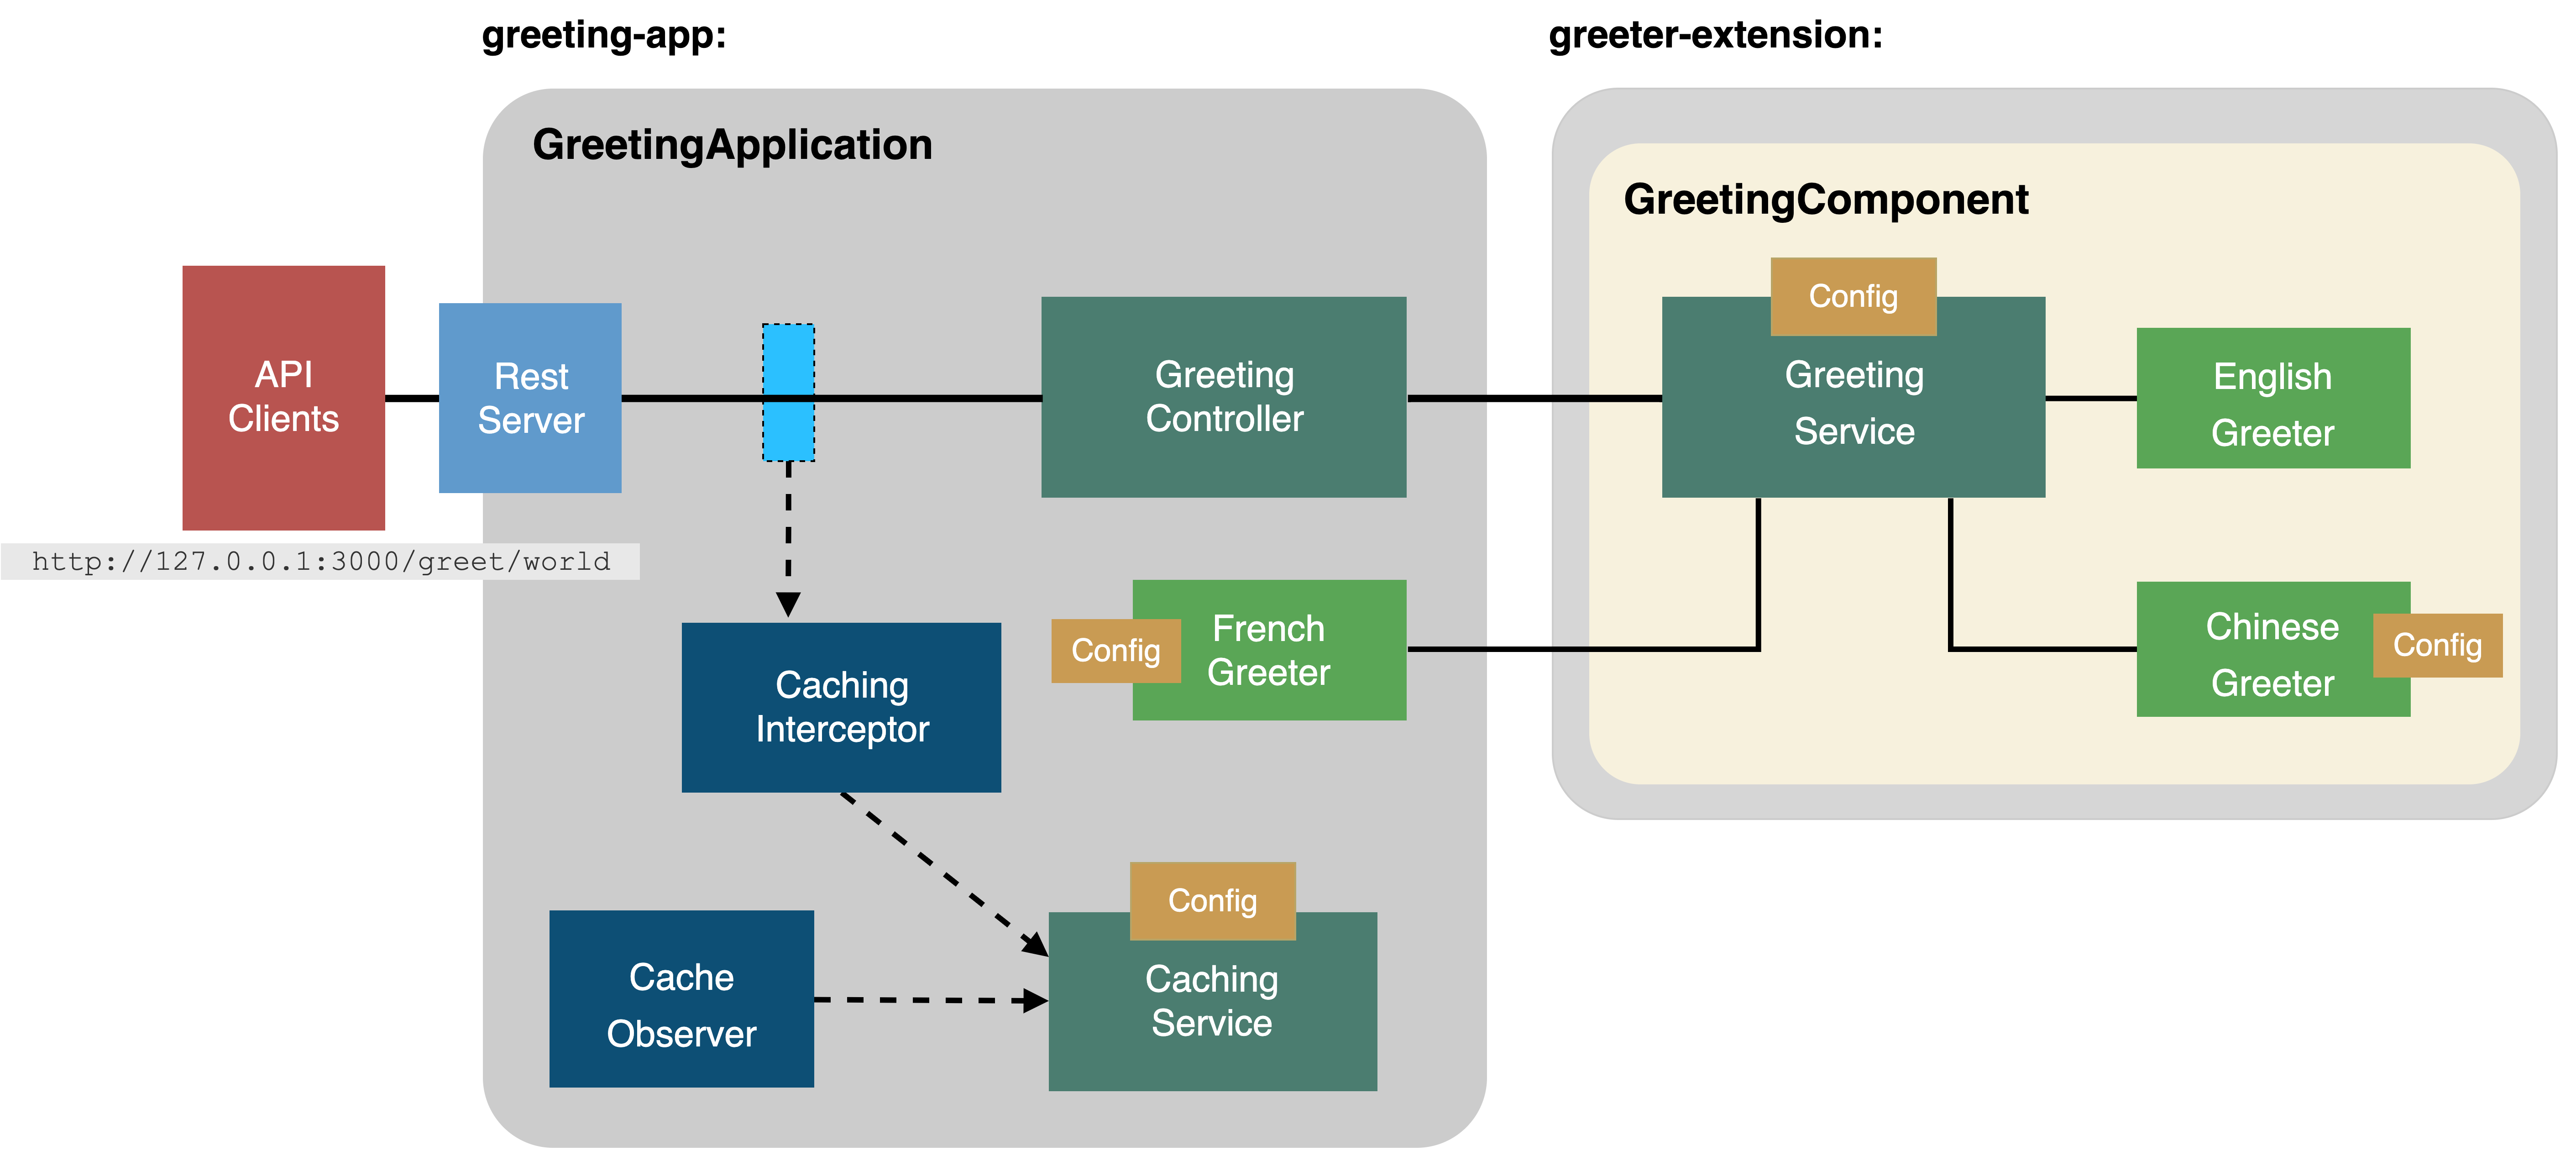 greeting-app:
greeter-extension:
GreetingApplication
GreetingComponent
API
Clients
Rest
Server
http://127.0.0.1:3000/greet/world
Greeting
Controller
Config
Greeting
Service
English
Greeter
Config
French
Greeter
Chinese
Greeter
Config
Caching
Interceptor
Cache
Observer
Config
Caching
Service